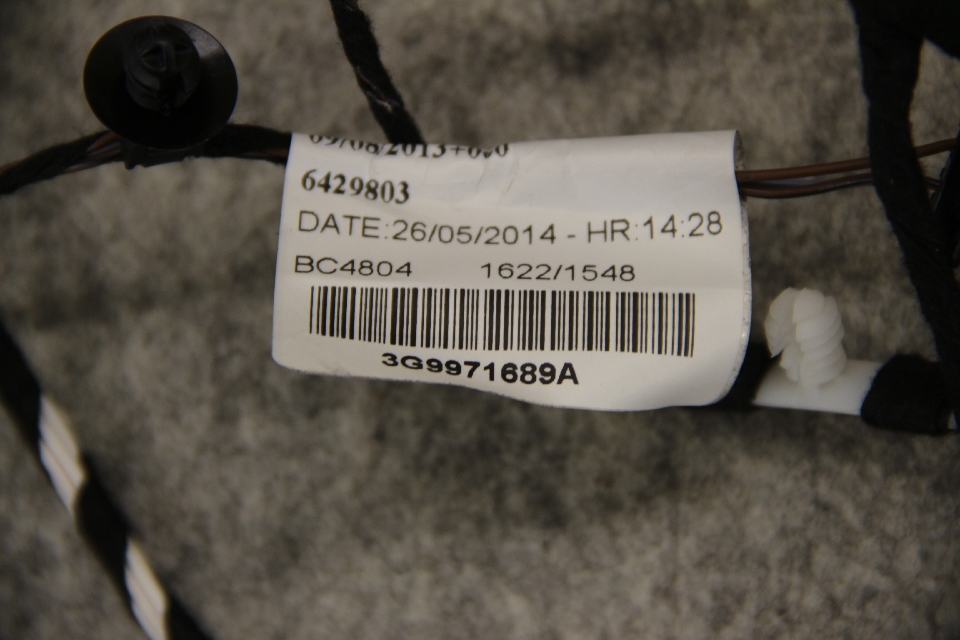 6429803
DATE:26/05/2014 - HR:14:28
BC4804 1622/1548
3G9971689A